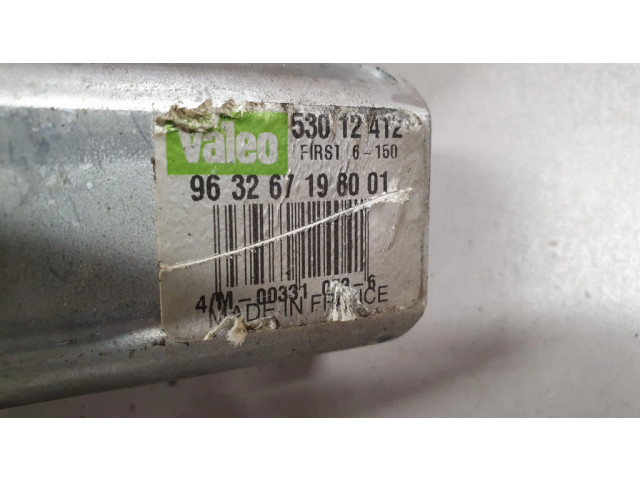 valeo
530 12 412
FIRST 6-150
96 32 67 19 80 01
MADE IN FRANCE